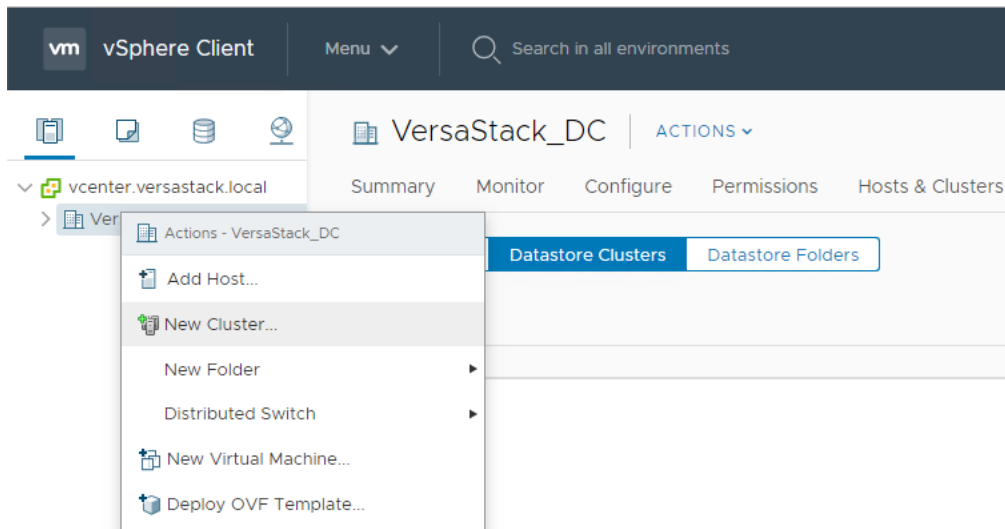 vm vSphere Client Menu Search in all environments
VersaStack_DC ACTIONS
vcenter.versastack.local
Summary Monitor Configure Permissions Hosts & Clusters
Ver
Actions - VersaStack_DC
Datastore Clusters Datastore Folders
Add Host...
New Cluster...
New Folder
Distributed Switch
New Virtual Machine...
Deploy OVF Template...